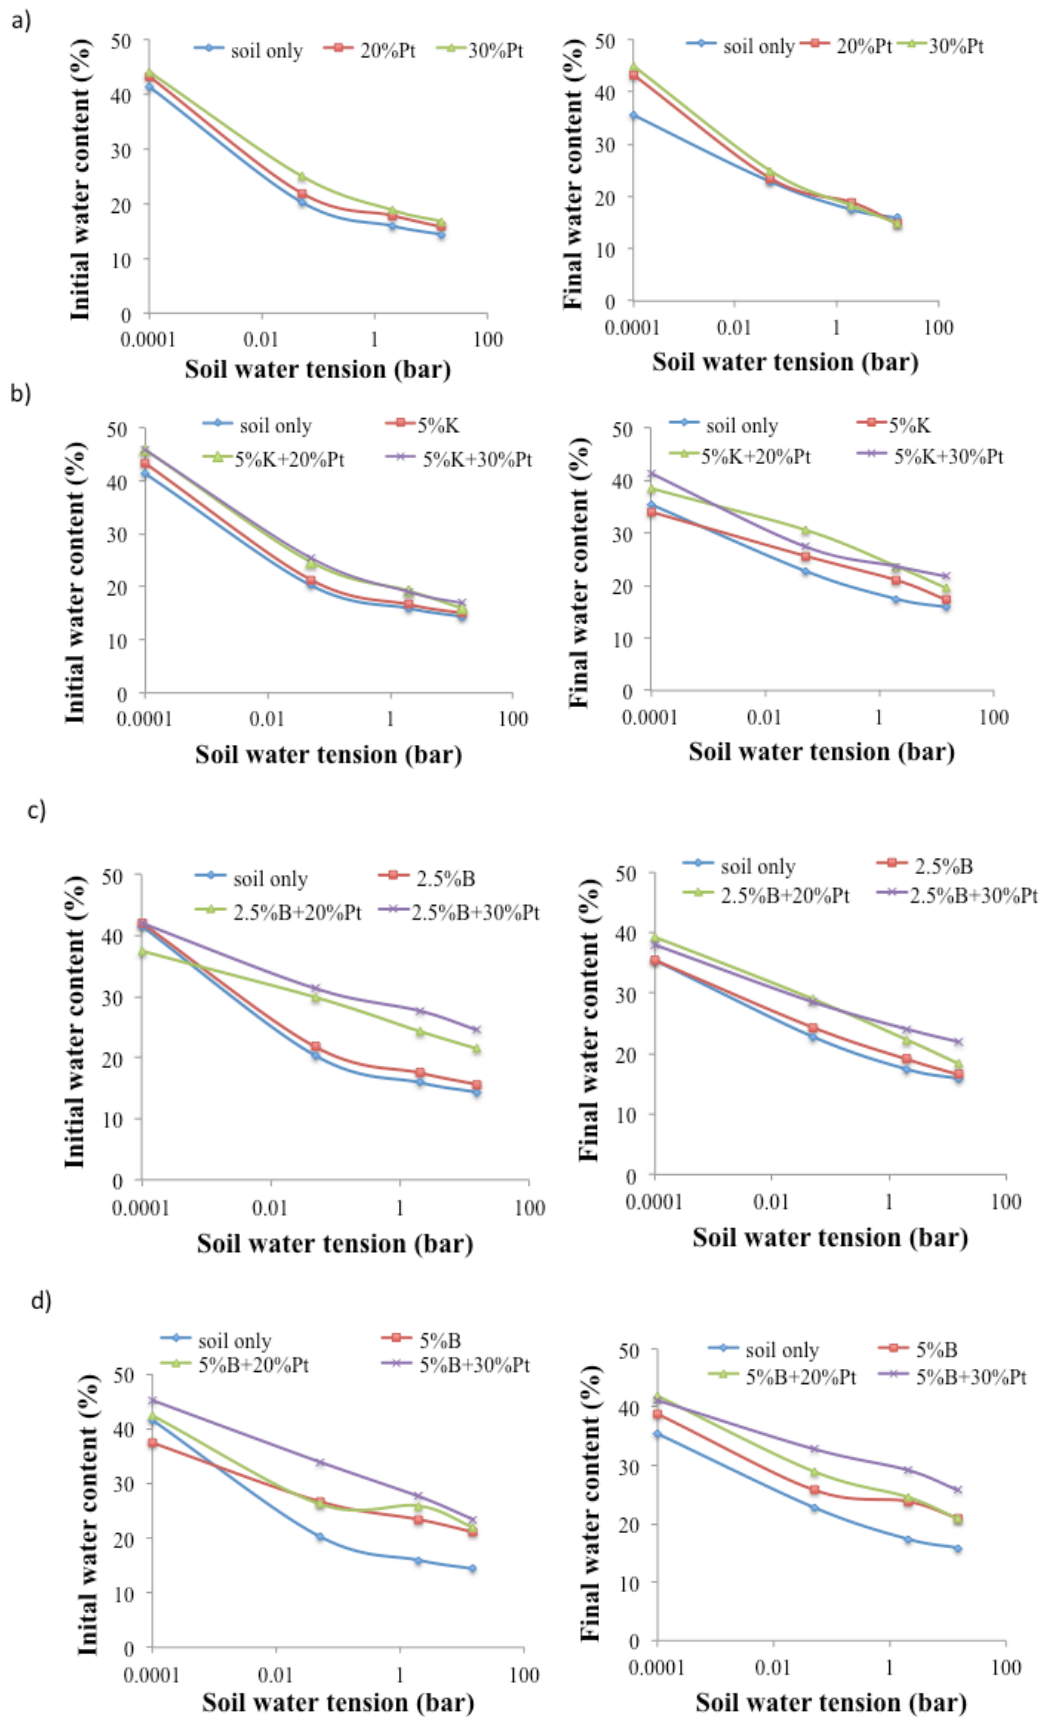 a)
soil only 20%Pt 30%Pt
Initial water content (%)
50
40
30
20
10
0
0.0001 0.01 1 100
Soil water tension (bar)
soil only 20%Pt 30%Pt
Final water content (%)
50
40
30
20
10
0
0.0001 0.01 1 100
Soil water tension (bar)
b)
soil only 5%K
5%K+20%Pt 5%K+30%Pt
Initial water content (%)
50
40
30
20
10
0
0.0001 0.01 1 100
Soil water tension (bar)
soil only 5%K
5%K+20%Pt 5%K+30%Pt
Final water content (%)
50
40
30
20
10
0
0.0001 0.01 1 100
Soil water tension (bar)
c)
soil only 2.5%B
2.5%B+20%Pt 2.5%B+30%Pt
Initial water content (%)
50
40
30
20
10
0
0.0001 0.01 1 100
Soil water tension (bar)
soil only 2.5%B
2.5%B+20%Pt 2.5%B+30%Pt
Final water content (%)
50
40
30
20
10
0
0.0001 0.01 1 100
Soil water tension (bar)
d)
soil only 5%B
5%B+20%Pt 5%B+30%Pt
Inital water content (%)
50
40
30
20
10
0
0.0001 0.01 1 100
Soil water tension (bar)
soil only 5%B
5%B+20%Pt 5%B+30%Pt
Final water content (%)
50
40
30
20
10
0
0.0001 0.01 1 100
Soil water tension (bar)